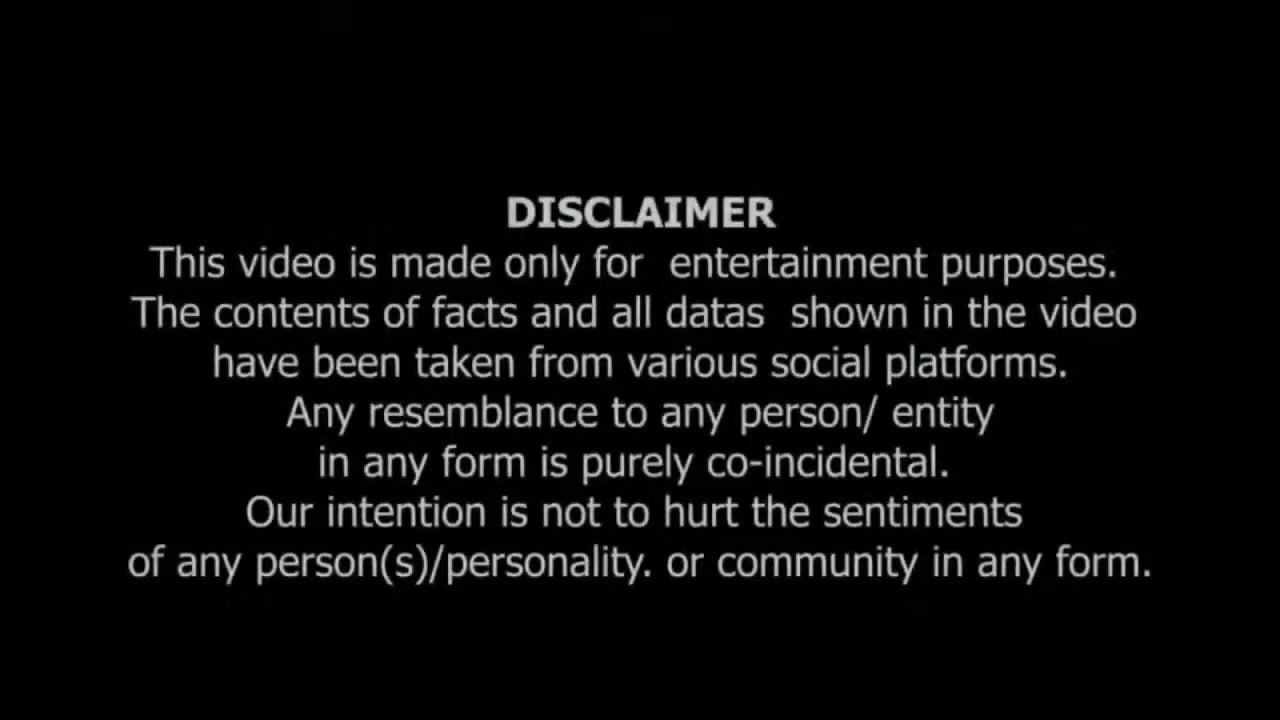 DISCLAIMER
This video is made only for  entertainment purposes.
The contents of facts and all datas  shown in the video
have been taken from various social platforms.
Any resemblance to any person/ entity
in any form is purely co-incidental.
Our intention is not to hurt the sentiments
of any person(s)/personality. or community in any form.